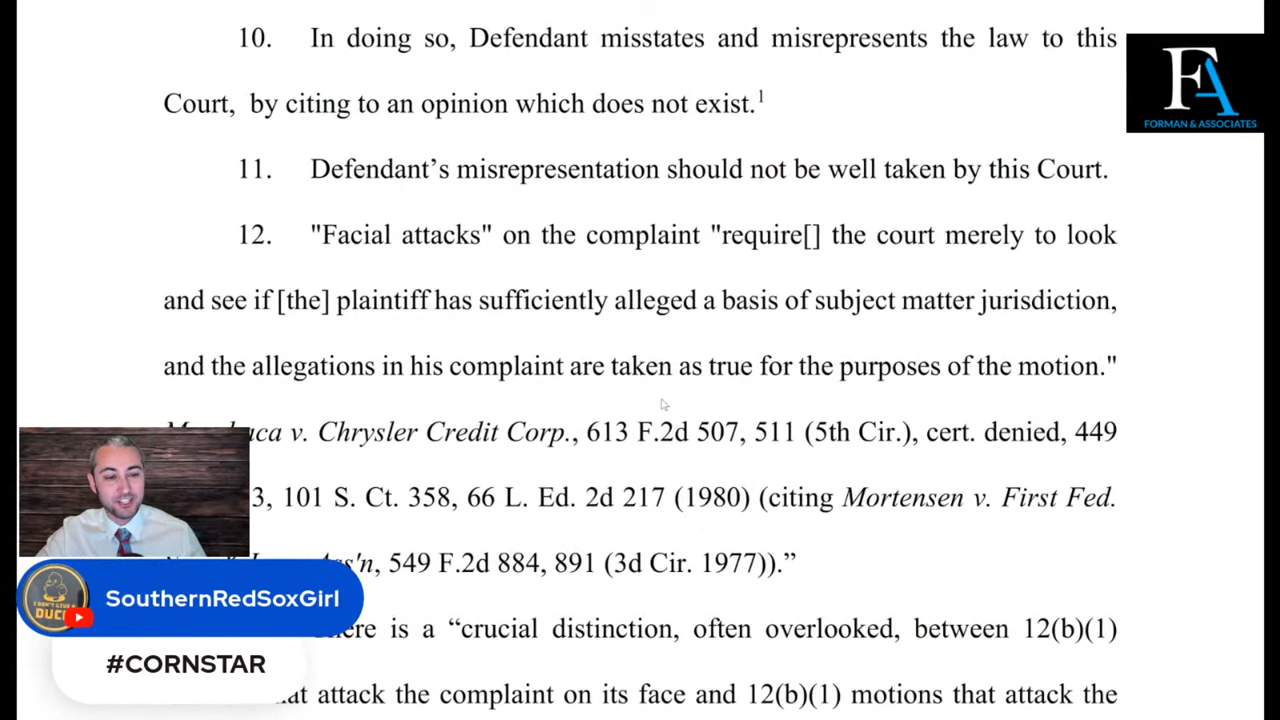 10. In doing so, Defendant misstates and misrepresents the law to this
Court, by citing to an opinion which does not exist.1
11. Defendant’s misrepresentation should not be well taken by this Court.
12. "Facial attacks" on the complaint "require[] the court merely to look
and see if [the] plaintiff has sufficiently alleged a basis of subject matter jurisdiction,
and the allegations in his complaint are taken as true for the purposes of the motion."
v. Chrysler Credit Corp., 613 F.2d 507, 511 (5th Cir.), cert. denied, 449
3, 101 S. Ct. 358, 66 L. Ed. 2d 217 (1980) (citing Mortensen v. First Fed.
Ass'n, 549 F.2d 884, 891 (3d Cir. 1977)).”
is a “crucial distinction, often overlooked, between 12(b)(1)
attack the complaint on its face and 12(b)(1) motions that attack the
FA
FORMAN & ASSOCIATES
I DON'T GIVE A
DUCK
SouthernRedSoxGirl
#CORNSTAR